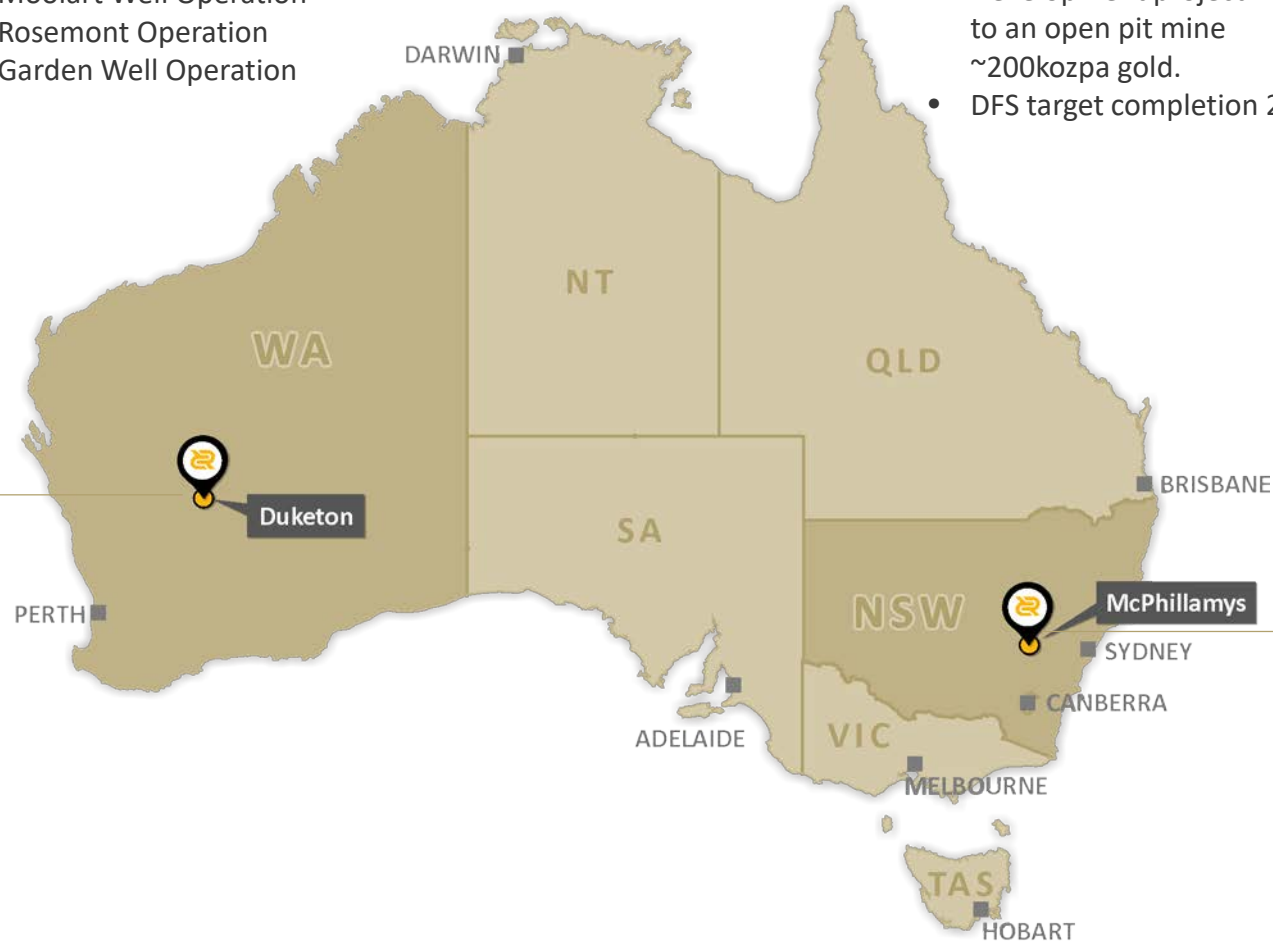 Rosemont Operation
Garden Well Operation
to an open pit mine
~200kozpa gold.
• DFS target completion 2
DARWIN
NT
WA
QLD
BRISBANE
Duketon
SA
PERTH
NSW
McPhillamys
SYDNEY
CANBERRA
ADELAIDE
VIC
MELBOURNE
TAS
HOBART